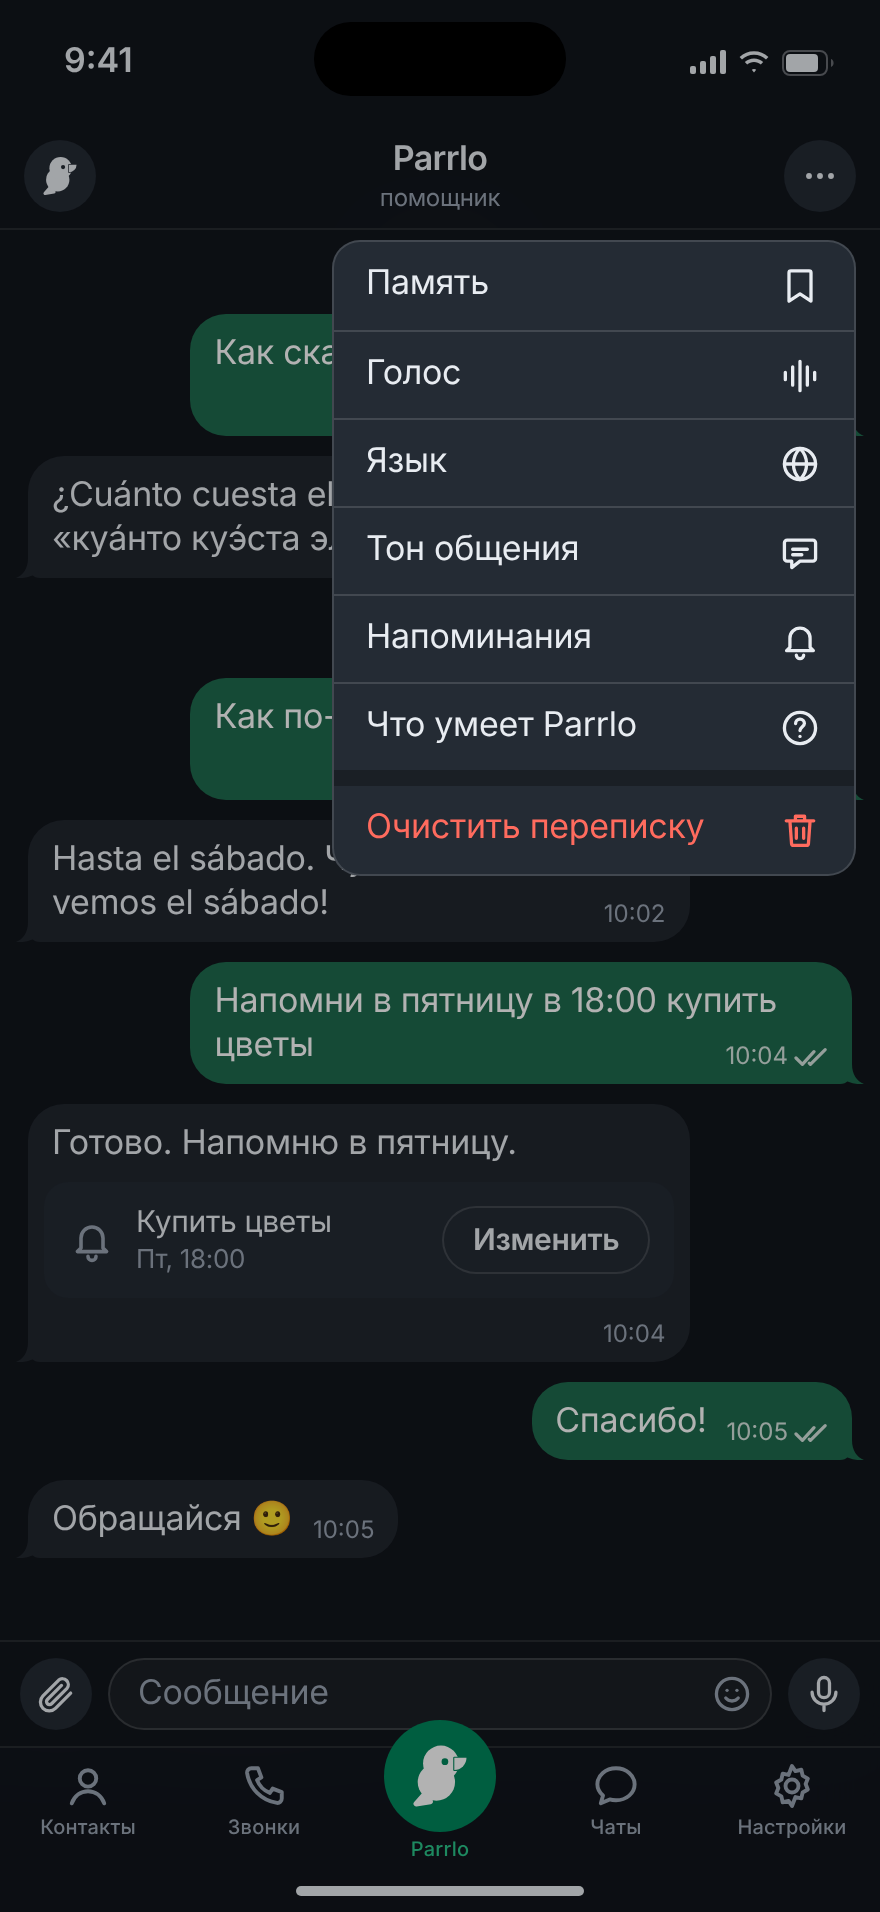 9:41
Parrlo
помощник
Память
Голос
Язык
Тон общения
Напоминания
Что умеет Parrlo
Очистить переписку
Как
¿Cuánto cuesta el
«куа́нто куэ́ста
Как по-
Hasta el sábado.
vemos el sábado!
10:02
Напомни в пятницу в 18:00 купить
цветы
10:04
Готово. Напомню в пятницу.
Купить цветы
Пт, 18:00
Изменить
10:04
Спасибо!
10:05
Обращайся 🙂
10:05
Сообщение
Контакты
Звонки
Parrlo
Чаты
Настройки